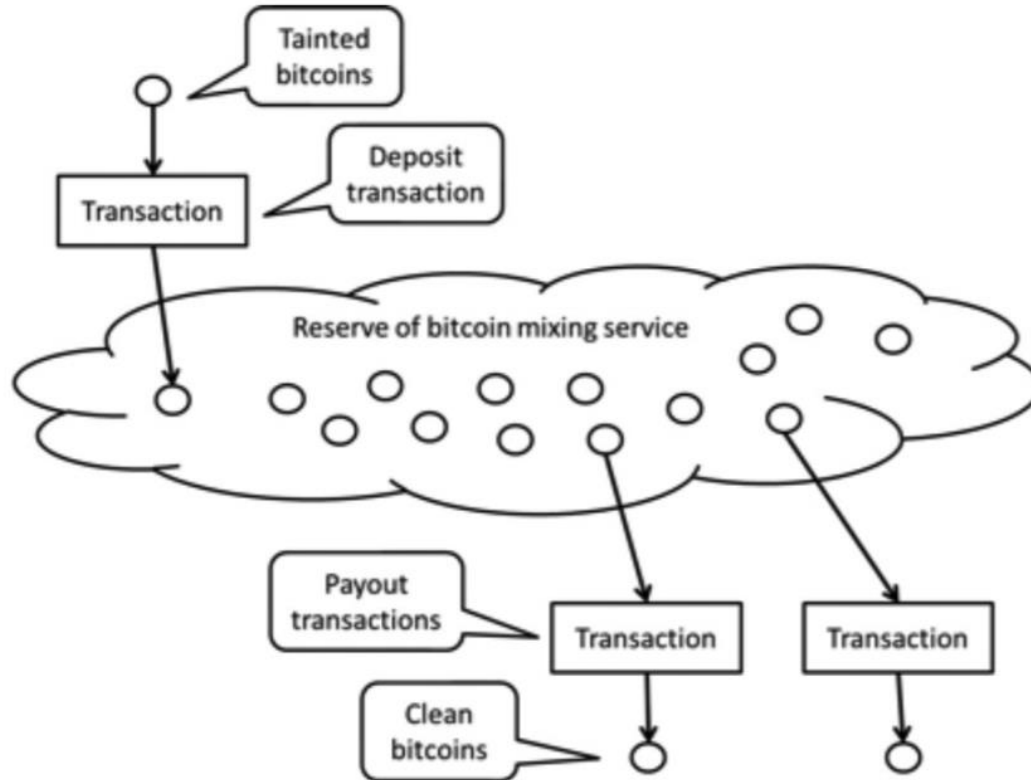 Tainted
bitcoins
Deposit
transaction
Transaction
Reserve of bitcoin mixing service
Payout
transactions
Transaction
Transaction
Clean
bitcoins